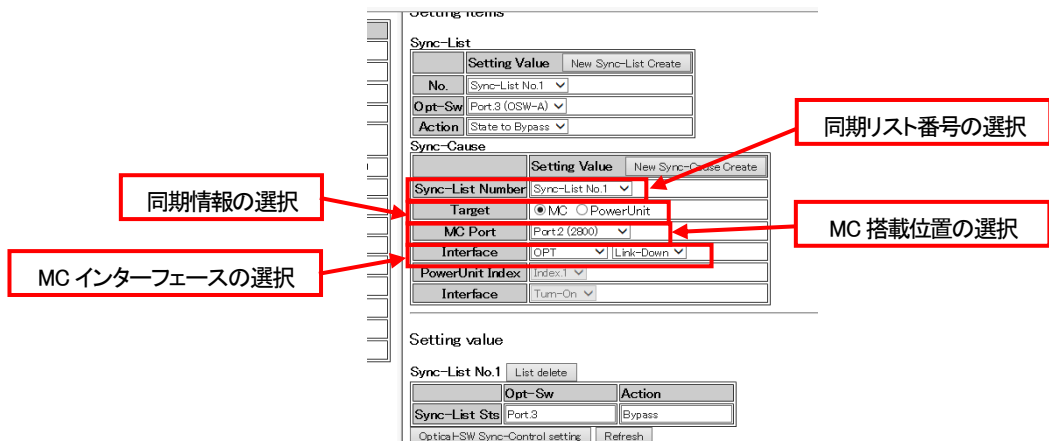 Setting Items
Sync-List
Setting Value New Sync-List Create
No. Sync-List No.1
Opt-Sw Port.3 (OSW-A)
Action State to Bypass
Sync-Cause
Setting Value New Sync-Cause Create
Sync-List Number Sync-List No.1
Target MC PowerUnit
MC Port Port.2 (2800)
Interface OPT Link-Down
PowerUnit Index Index.1
Interface Turn-On
同期リスト番号の選択
同期情報の選択
MC 搭載位置の選択
MC インターフェースの選択
Setting value
Sync-List No.1 List delete
Opt-Sw Action
Sync-List Sts Port.3 Bypass
Optical-SW Sync-Control setting Refresh